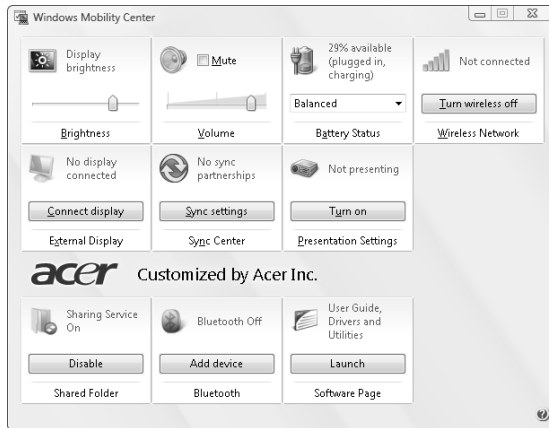 Windows Mobility Center
Display
brightness
Brightness
Mute
Volume
29% available
(plugged in,
charging)
Balanced
Battery Status
Not connected
Turn wireless off
Wireless Network
No display
connected
Connect display
External Display
No sync
partnerships
Sync settings
Sync Center
Not presenting
Turn on
Presentation Settings
acer Customized by Acer Inc.
Sharing Service
On
Disable
Shared Folder
Bluetooth Off
Add device
Bluetooth
User Guide,
Drivers and
Utilities
Launch
Software Page
?